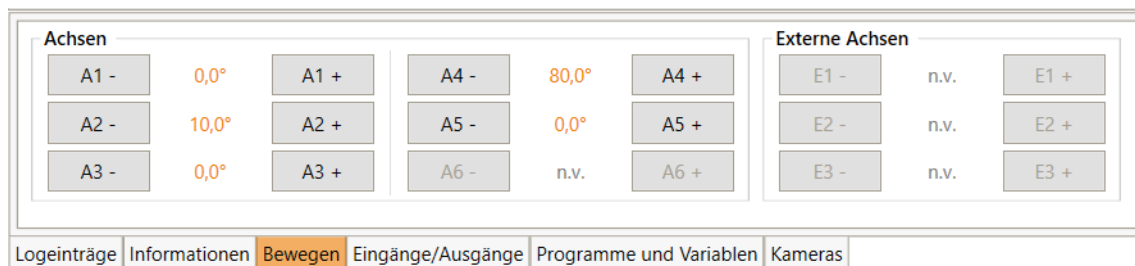 Achsen Externe Achsen
A1 - 0,0° A1 + A4 - 80,0° A4 + E1 - n.v. E1 +
A2 - 10,0° A2 + A5 - 0,0° A5 + E2 - n.v. E2 +
A3 - 0,0° A3 + A6 - n.v. A6 + E3 - n.v. E3 +
Logeinträge Informationen Bewegen Eingänge/Ausgänge Programme und Variablen Kameras